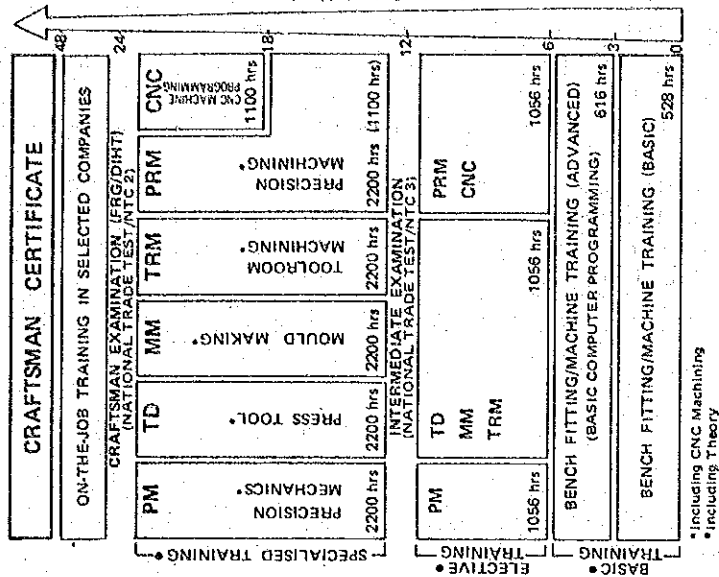 CRAFTSMAN CERTIFICATE
48
ON-THE-JOB TRAINING IN SELECTED COMPANIES
24
CRAFTSMAN EXAMINATION (FRG/DIHT)
(NATIONAL TRADE TEST/NTC 2)
SPECIALISED TRAINING •
PM
PRECISION
MECHANICS*
2200 hrs
TD
PRESS TOOL*
2200 hrs
MM
MOULD MAKING*
2200 hrs
TRM
TOOLROOM
MACHINING*
2200 hrs
PRM
PRECISION
MACHINING*
2200 hrs (1100 hrs)
CNC
CNC MACHINE
PROGRAMMING
1100 hrs
18
12
INTERMEDIATE EXAMINATION
(NATIONAL TRADE TEST/NTC 3)
ELECTIVE •
TRAINING
PM
1056 hrs
TD
MM
TRM
1056 hrs
PRM
CNC
1056 hrs
6
BASIC •
TRAINING
BENCH FITTING/MACHINE TRAINING (ADVANCED)
(BASIC COMPUTER PROGRAMMING)
616 hrs
3
BENCH FITTING/MACHINE TRAINING (BASIC)
528 hrs
0
*Including CNC Machining
•Including Theory